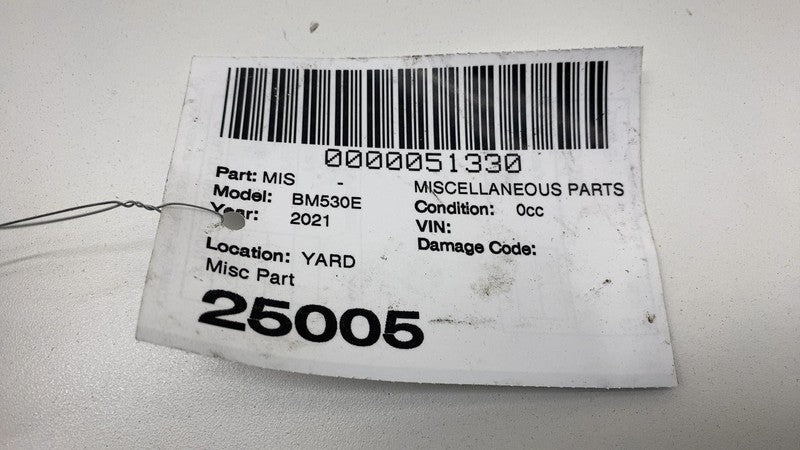 0000051330
Part: MIS -
MISCELLANEOUS PARTS
Model: BM530E
Condition: 0cc
Year: 2021
VIN:
Damage Code:
Location: YARD
Misc Part
25005